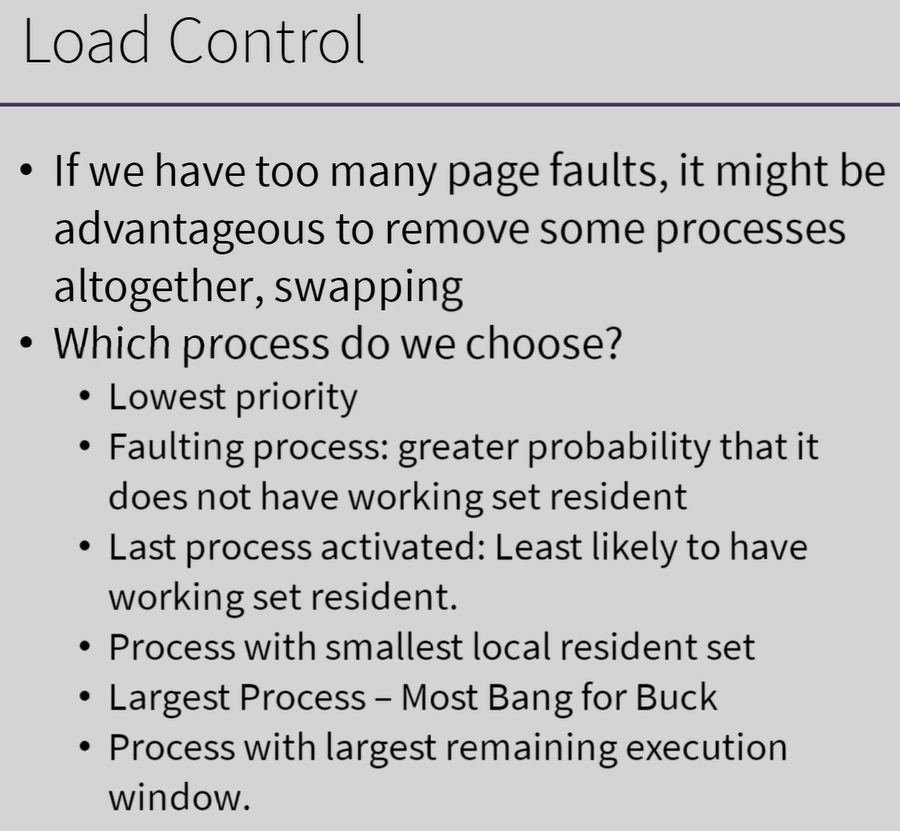 Load Control
• If we have too many page faults, it might be
advantageous to remove some processes
altogether, swapping
• Which process do we choose?
• Lowest priority
• Faulting process: greater probability that it
does not have working set resident
• Last process activated: Least likely to have
working set resident.
• Process with smallest local resident set
• Largest Process – Most Bang for Buck
• Process with largest remaining execution
window.